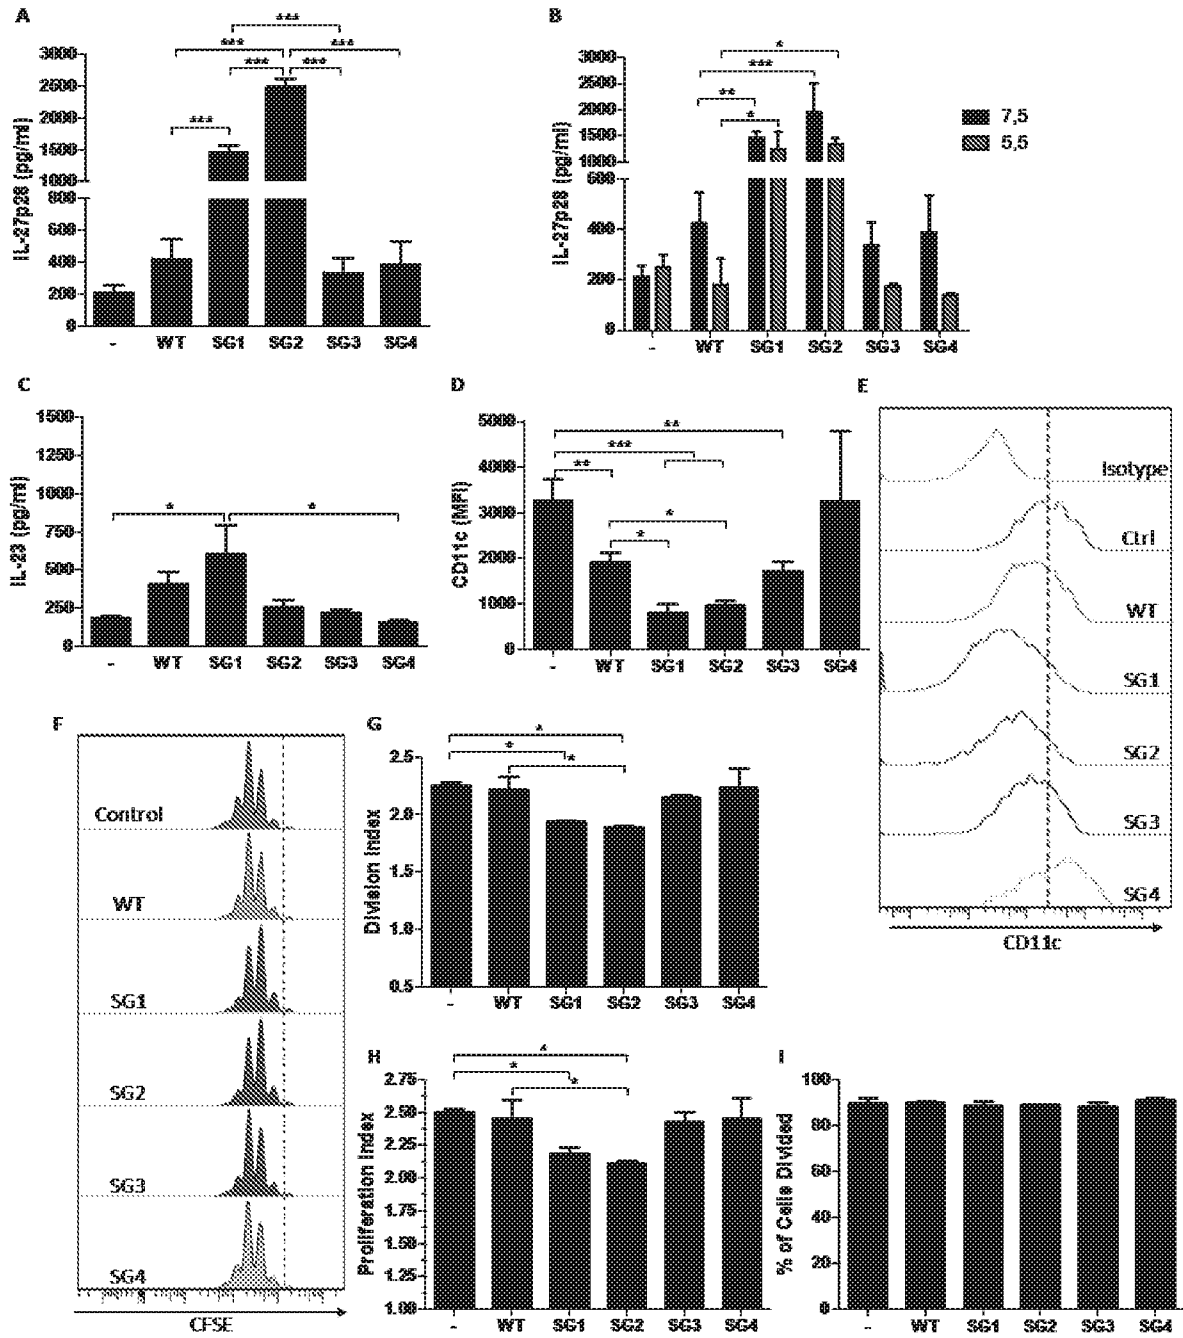 A
***
***
***
***
***
***
IL-27p28 (pg/ml)
3000
2500
2000
1500
1000
800
600
400
200
0
- WT SG1 SG2 SG3 SG4
B
*
***
**
*
IL-27p28 (pg/ml)
3000
2500
2000
1500
1000
600
400
200
0
- WT SG1 SG2 SG3 SG4
7,5
5,5
C
*
*
IL-23 (pg/ml)
1500
1250
1000
750
500
250
0
- WT SG1 SG2 SG3 SG4
D
**
***
**
*
*
CD11c (MFI)
5000
4000
3000
2000
1000
0
- WT SG1 SG2 SG3 SG4
E
Isotype
Ctrl
WT
SG1
SG2
SG3
SG4
CD11c
F
Control
WT
SG1
SG2
SG3
SG4
CFSE
G
*
*
*
Division Index
2.5
2.0
1.5
1.0
0.5
- WT SG1 SG2 SG3 SG4
H
*
*
*
Proliferation Index
2.75
2.50
2.25
2.00
1.75
1.50
1.25
1.00
- WT SG1 SG2 SG3 SG4
I
% of Cells Divided
100
80
60
40
20
0
- WT SG1 SG2 SG3 SG4